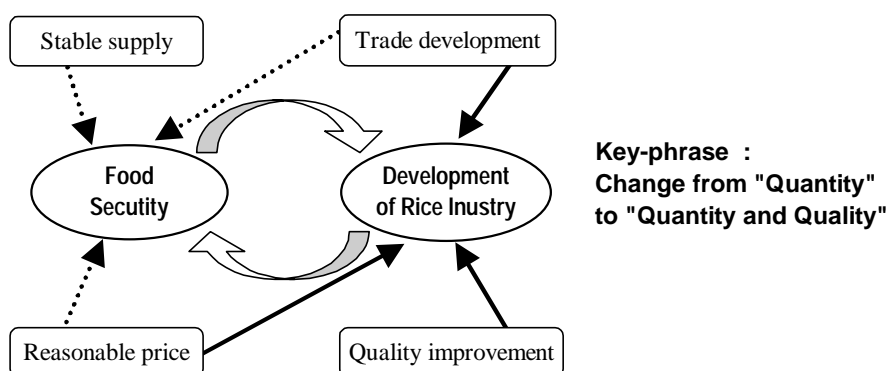 Stable supply
Trade development
Food
Secutity
Development
of Rice Inustry
Key-phrase :
Change from "Quantity"
to "Quantity and Quality"
Reasonable price
Quality improvement